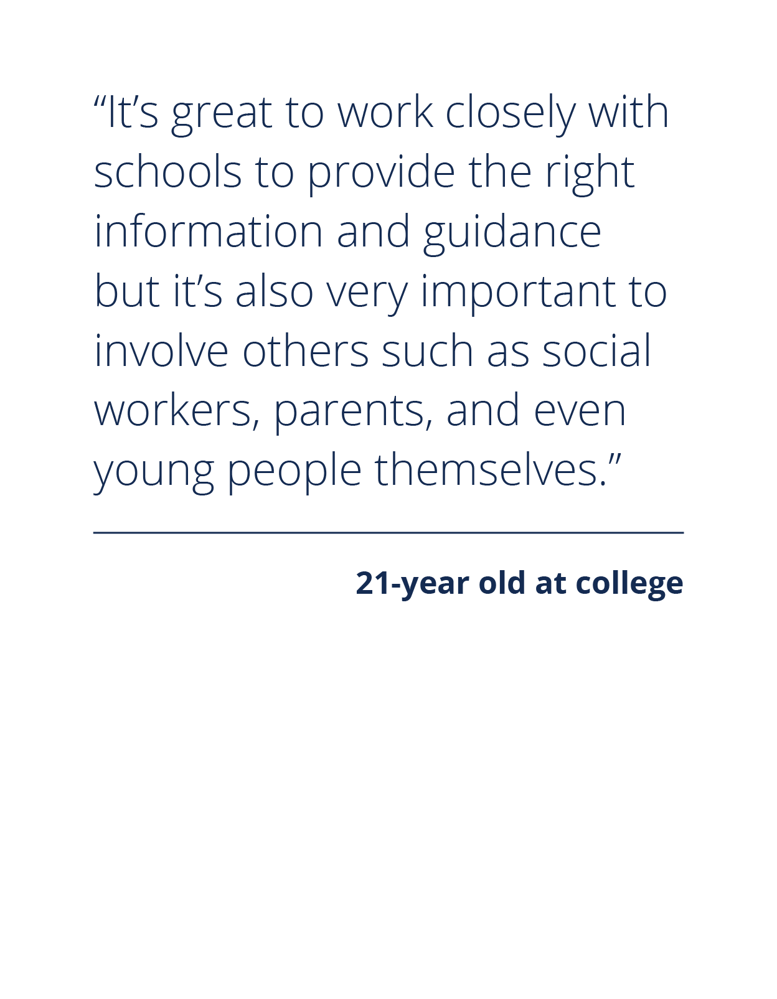 “It’s great to work closely with
schools to provide the right
information and guidance
but it’s also very important to
involve others such as social
workers, parents, and even
young people themselves.”
21-year old at college